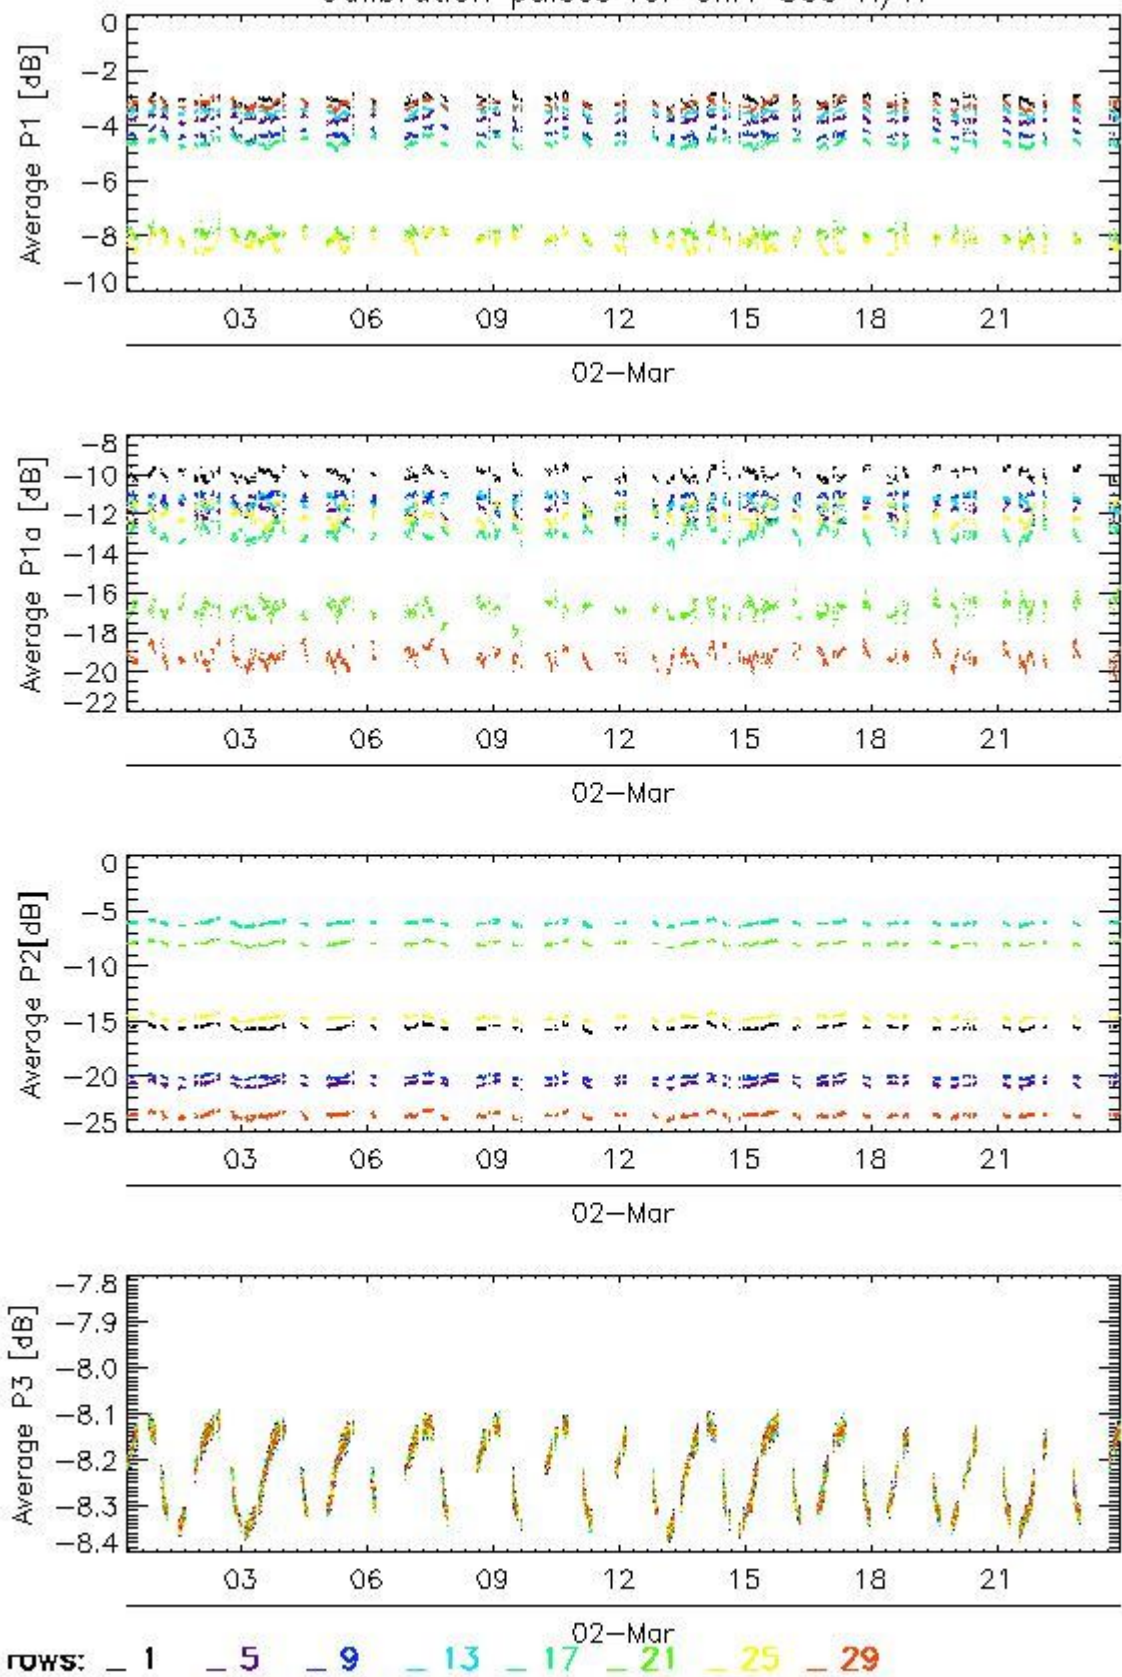 pulses for
0
-2
-4
-6
-8
-10
Average P1 [dB]
03 06 09 12 15 18 21
02-Mar
-8
-10
-12
-14
-16
-18
-20
-22
Average P1a [dB]
03 06 09 12 15 18 21
02-Mar
0
-5
-10
-15
-20
-25
Average P2[dB]
03 06 09 12 15 18 21
02-Mar
-7.8
-7.9
-8.0
-8.1
-8.2
-8.3
-8.4
Average P3 [dB]
03 06 09 12 15 18 21
02-Mar
rows: _ 1 _ 5 _ 9 _ 13 _ 17 _ 21 _ 25 _ 29